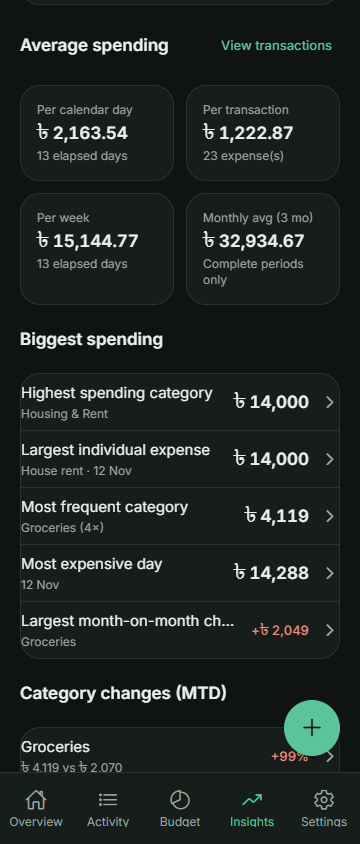 Average spending
View transactions
Per calendar day
৳ 2,163.54
13 elapsed days
Per transaction
৳ 1,222.87
23 expense(s)
Per week
৳ 15,144.77
13 elapsed days
Monthly avg (3 mo)
৳ 32,934.67
Complete periods
only
Biggest spending
Highest spending category
Housing & Rent
৳ 14,000
Largest individual expense
House rent · 12 Nov
৳ 14,000
Most frequent category
Groceries (4×)
৳ 4,119
Most expensive day
12 Nov
৳ 14,288
Largest month-on-month ch...
Groceries
+৳ 2,049
Category changes (MTD)
Groceries
৳ 4,119 vs ৳ 2,070
+99%
Overview
Activity
Budget
Insights
Settings